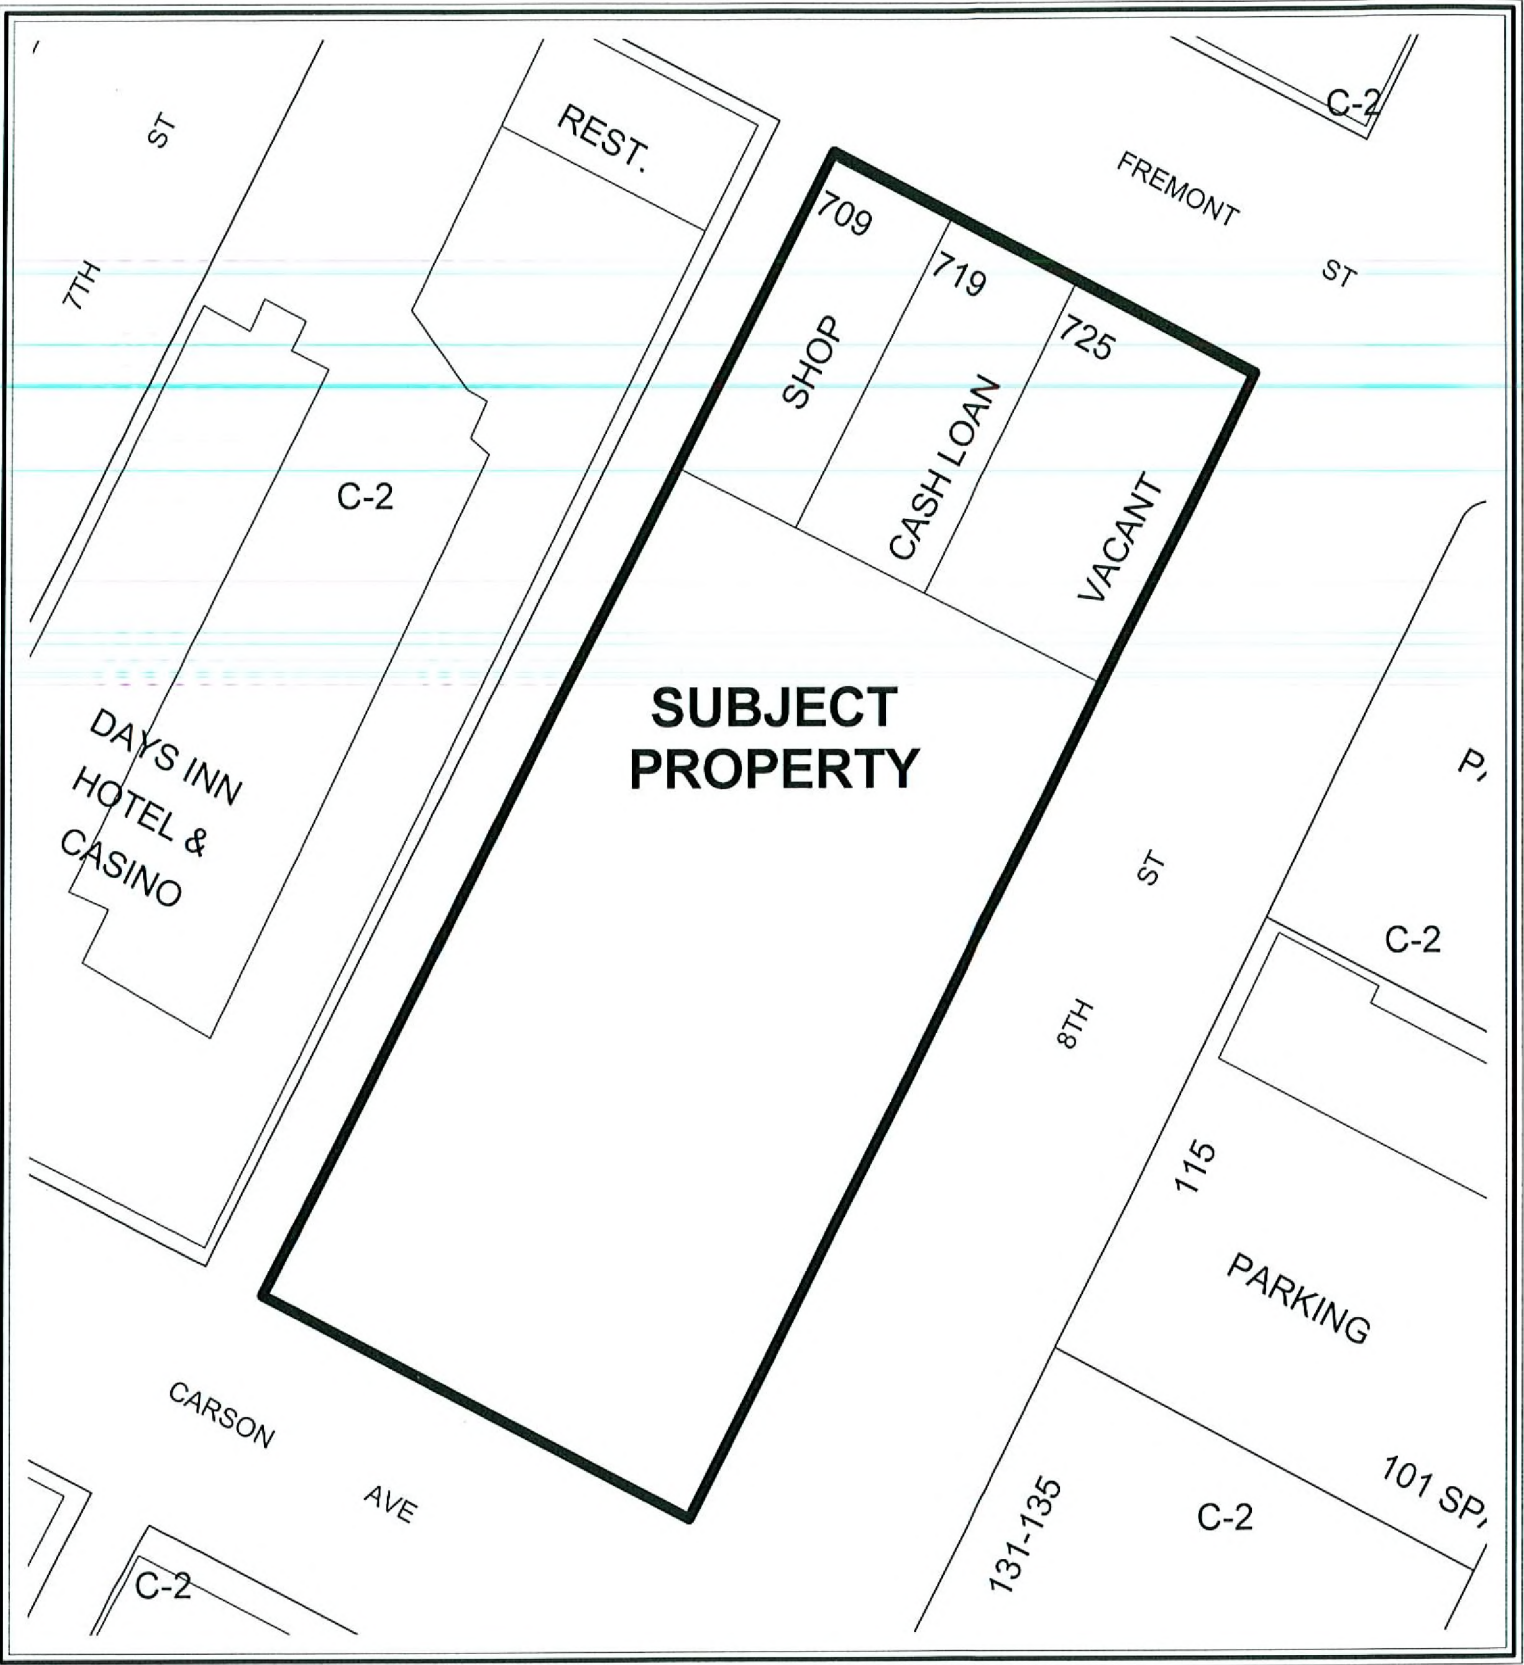 C-2
ST
REST.
FREMONT
709
719
ST
7TH
725
SHOP
CASH LOAN
C-2
VACANT
SUBJECT
PROPERTY
DAYS INN
HOTEL &
CASINO
ST
C-2
8TH
115
PARKING
CARSON
AVE
101
131-135
C-2
C-2